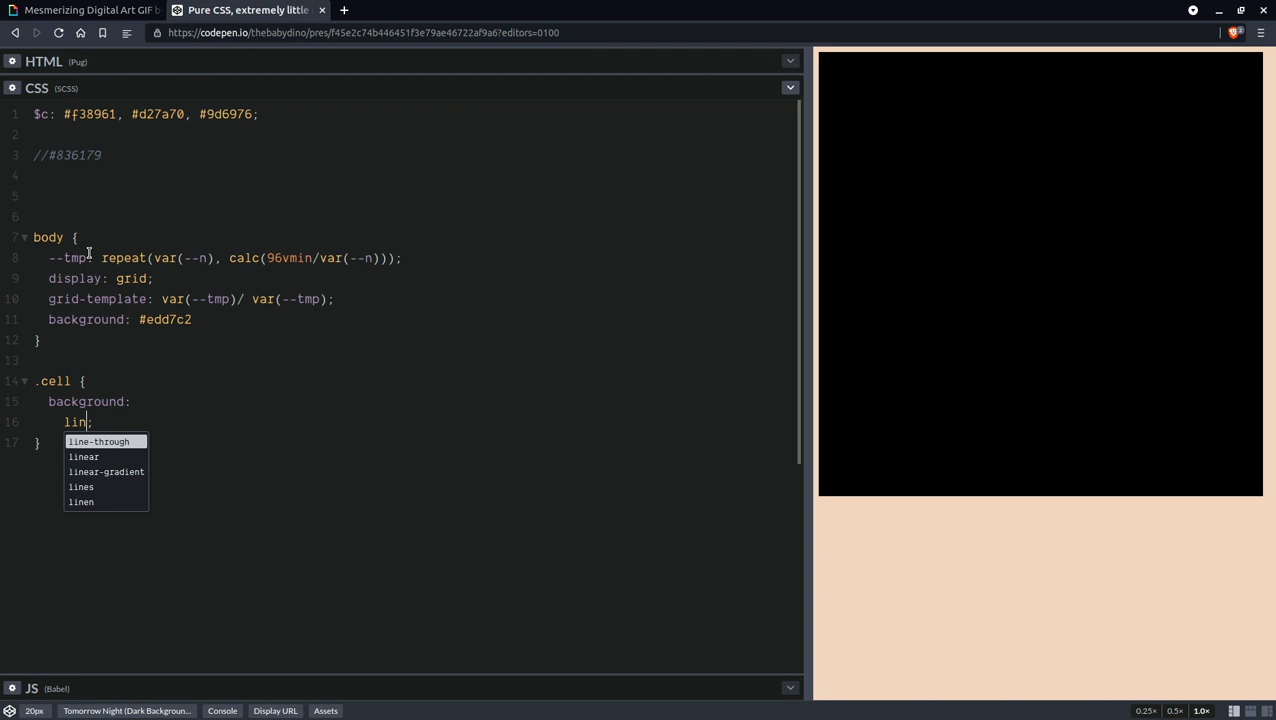 Mesmerizing Digital Art GIF b
Pure CSS, extremely little
https://codepen.io/thebabydino/pres/f45e2c74b446451f3e79ae46722af9a6?editors=0100
2
HTML (Pug)
CSS (SCSS)
1 $c: #f38961, #d27a70, #9d6976;
2
3 //#836179
4
5
6
7 body {
8 --tmp: repeat(var(--n), calc(96vmin/var(--n)));
9 display: grid;
10 grid-template: var(--tmp)/ var(--tmp);
11 background: #edd7c2
12 }
13
14 .cell {
15 background:
16 lin;
17 }
line-through
linear
linear-gradient
lines
linen
JS (Babel)
20px Tomorrow Night (Dark Backgroun... Console Display URL Assets 0.25× 0.5× 1.0×